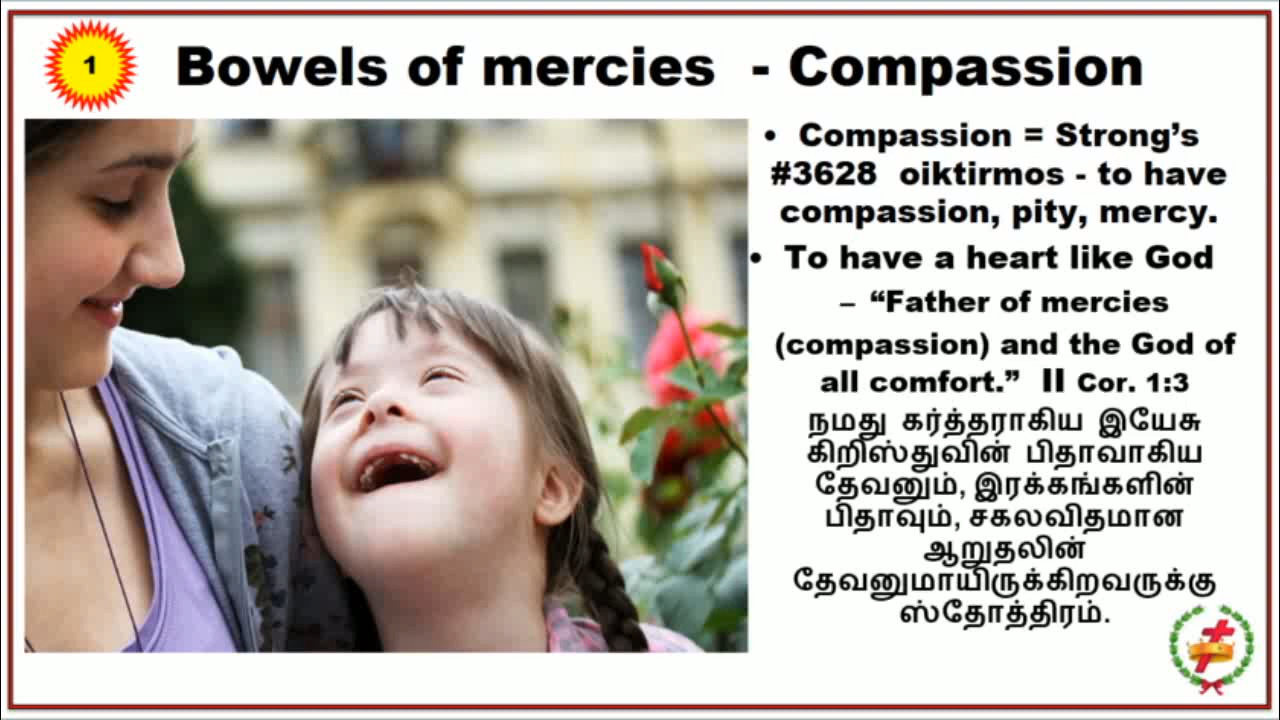 1
Bowels of mercies - Compassion
• Compassion = Strong’s
#3628 oiktirmos - to have
compassion, pity, mercy.
• To have a heart like God
– “Father of mercies
(compassion) and the God of
all comfort.” II Cor. 1:3
நமது கர்த்தராகிய இயேசு
கிறிஸ்துவின் பிதாவாகிய
தேவனும், இரக்கங்களின்
பிதாவும், சகலவிதமான
ஆறுதலின்
தேவனுமாயிருக்கிறவருக்கு
ஸ்தோத்திரம்.